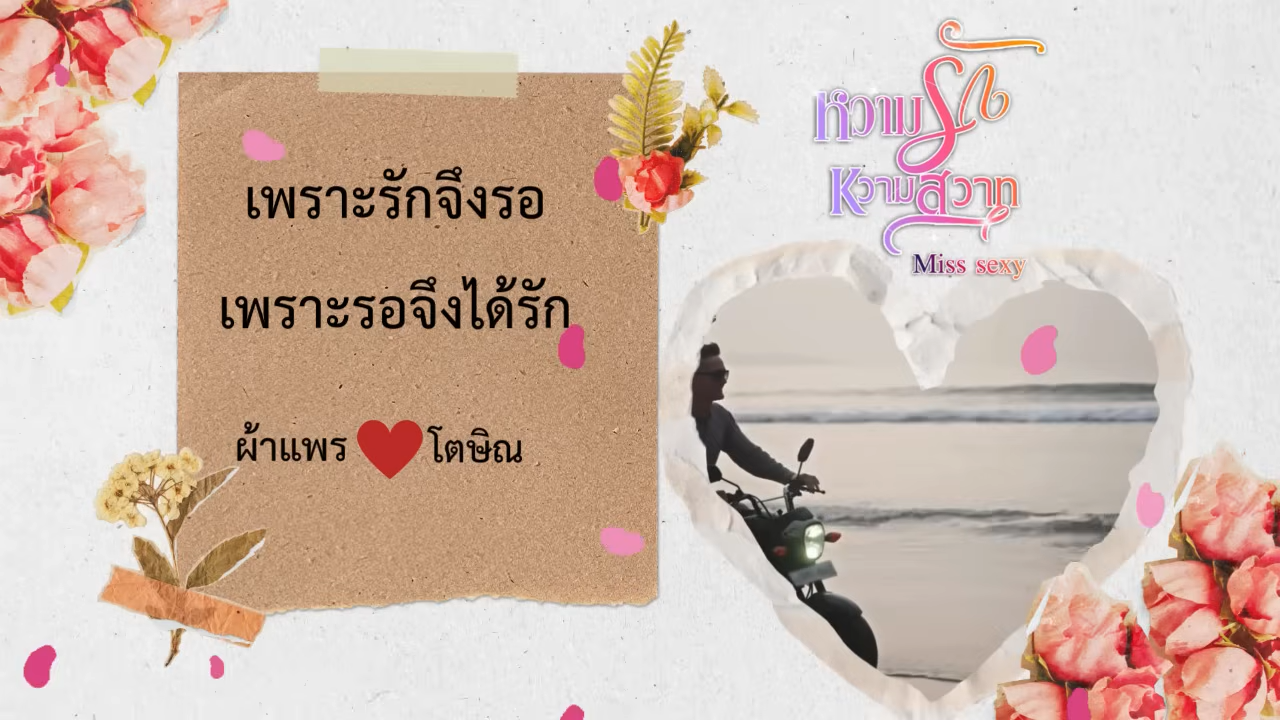 เพราะรักจึงรอ
เพราะรอจึงได้รัก
ผ้าแพร ❤ โตษิณ
หวามรัก
Kวามสวาท
Miss sexy